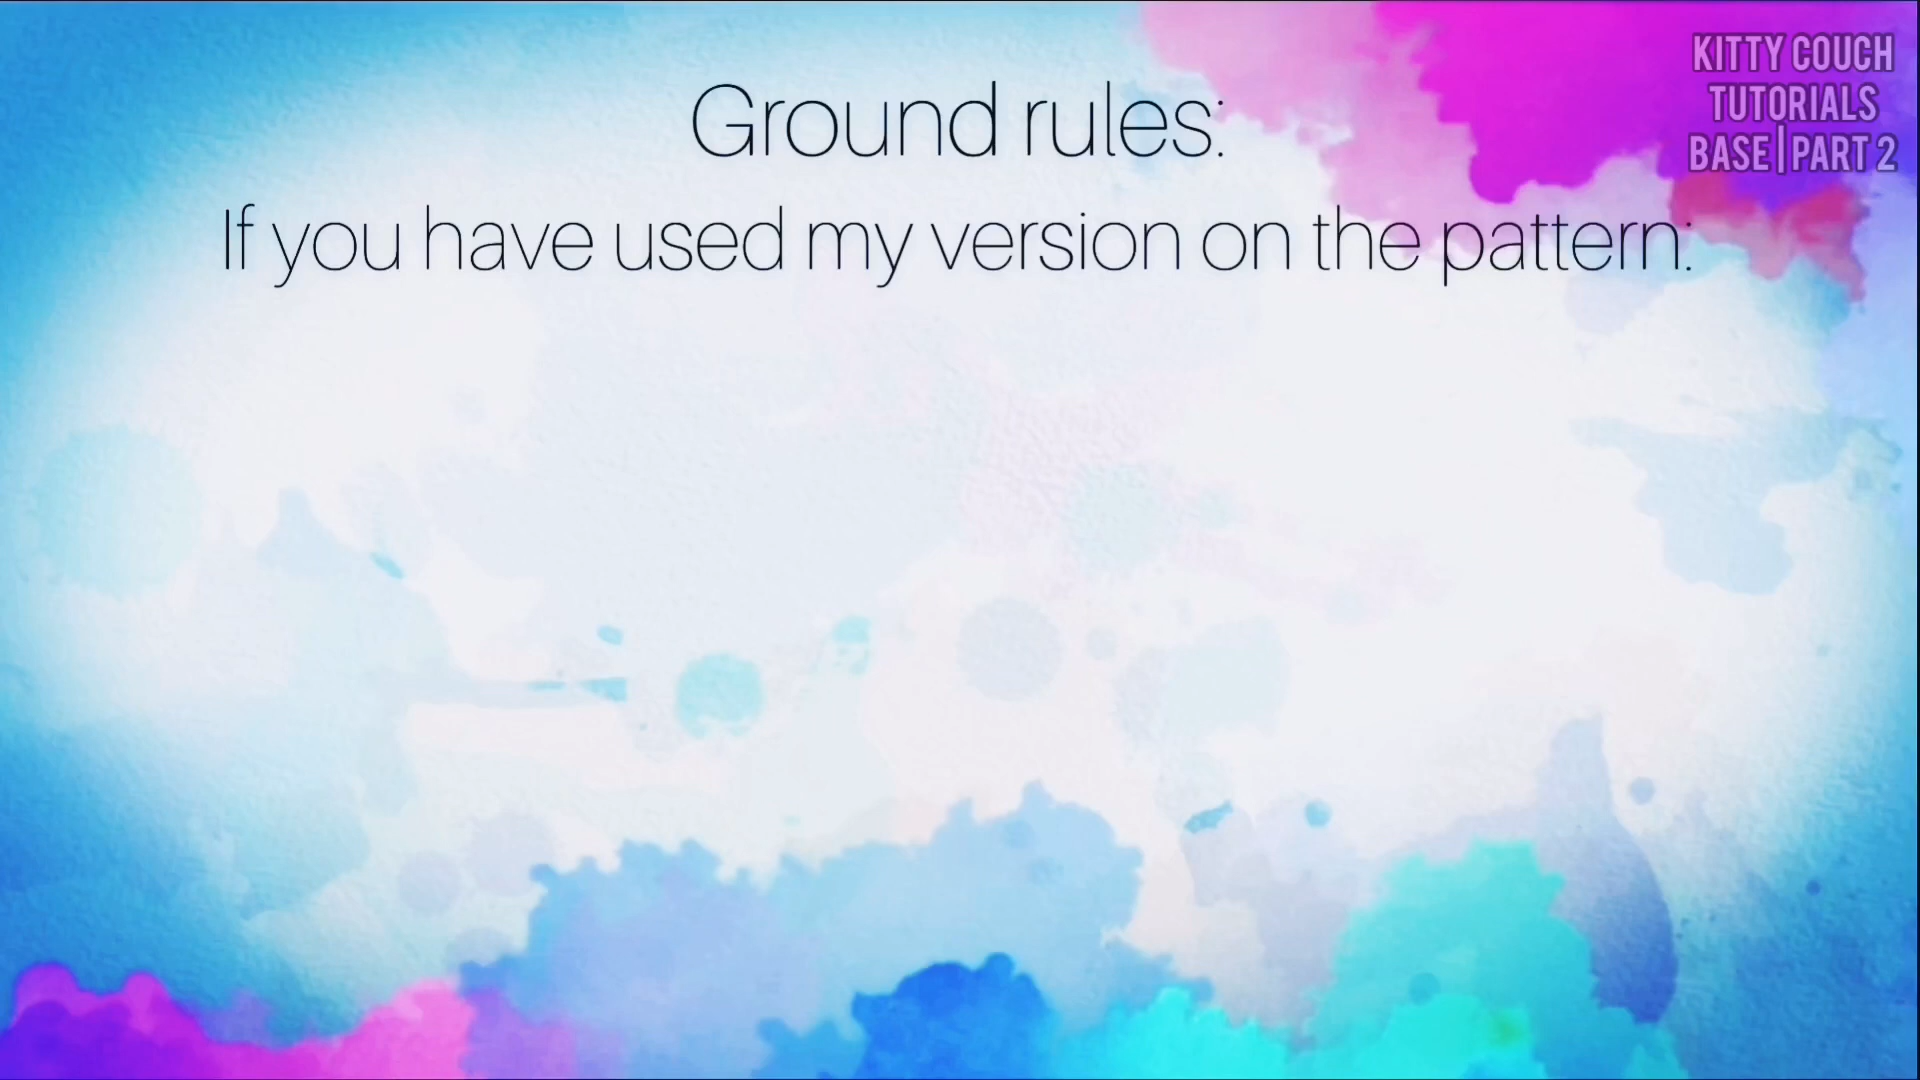 Ground rules:
If you have used my version on the pattern:
KITTY COUCH
TUTORIALS
BASE|PART 2